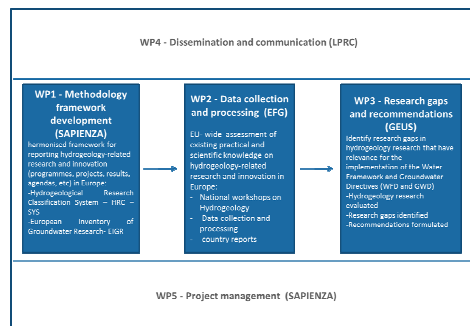 WP4 - Dissemination and communication (LPRC)
WP1 - Methodology
framework
development
(SAPIENZA)
harmonised framework for
reporting hydrogeology-related
research and innovation
(programmes, projects, results,
agendas, etc) in Europe:
-Hydrogeological Research
Classification System – HRC –
SYS
-European Inventory of
Groundwater Research- EIGR
WP2 - Data collection
and processing (EFG)
EU- wide assessment of
existing practical and
scientific knowledge on
hydrogeology-related
research and innovation in
Europe:
- National workshops on
Hydrogeology
- Data collection and
processing
- country reports
WP3 - Research gaps
and recommendations
(GEUS)
Identify research gaps in
hydrogeology research that have
relevance for the
implementation of the Water
Framework and Groundwater
Directives (WFD and GWD)
-Hydrogeology research
evaluated
-Research gaps identified
-Recommendations formulated
WP5 - Project management (SAPIENZA)